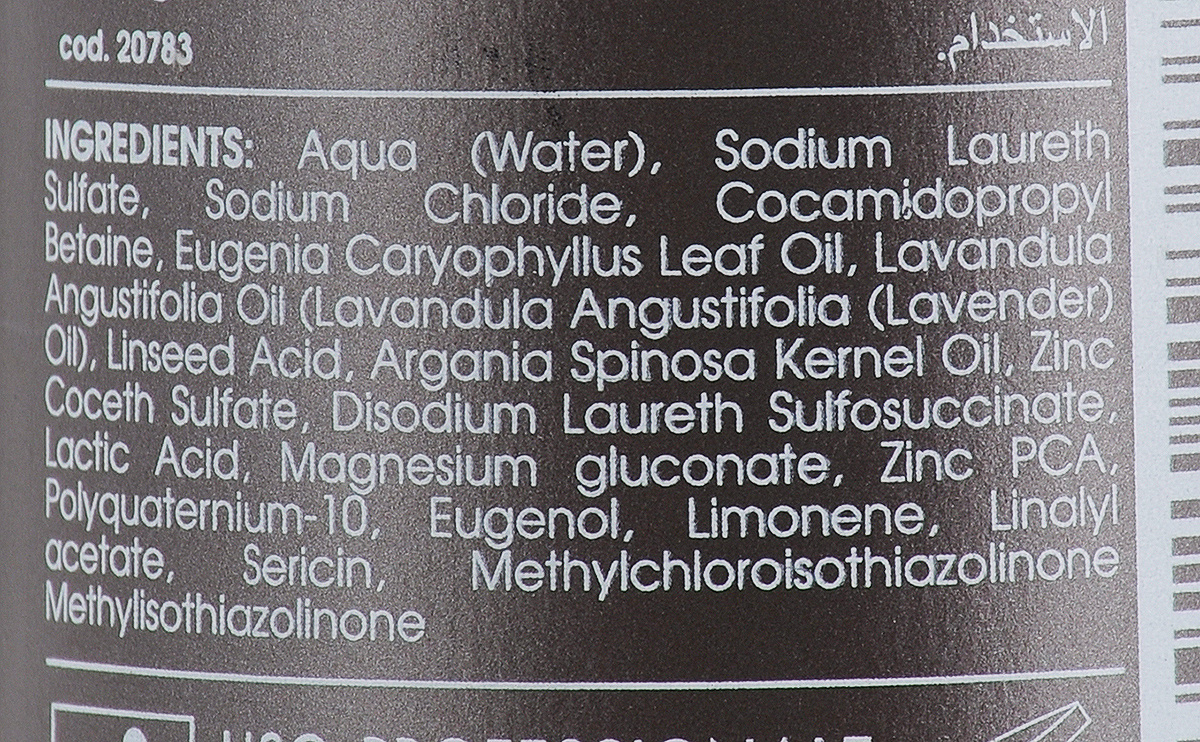 الاستخدام.
cod. 20783
INGREDIENTS: Aqua (Water), Sodium Laureth
Sulfate, Sodium Chloride, Cocamidopropyl
Betaine, Eugenia Caryophyllus Leaf Oil, Lavandula
Angustifolia Oil (Lavandula Angustifolia (Lavender)
Oil), Linseed Acid, Argania Spinosa Kernel Oil, Zinc
Coceth Sulfate, Disodium Laureth Sulfosuccinate,
Lactic Acid, Magnesium gluconate, Zinc PCA,
Polyquaternium-10, Eugenol, Limonene, Linalyl
acetate, Sericin, Methylchloroisothiazolinone
Methylisothiazolinone